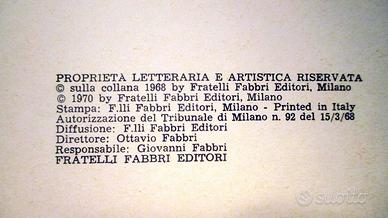 PROPRIETÀ LETTERARIA E ARTISTICA RISERVATA
© sulla collana 1968 by Fratelli Fabbri Editori, Milano
© 1970 by Fratelli Fabbri Editori, Milano
Stampa: F.lli Fabbri Editori, Milano - Printed in Italy
Autorizzazione del Tribunale di Milano n. 92 del 15/3/68
Diffusione: F.lli Fabbri Editori
Direttore: Ottavio Fabbri
Responsabile: Giovanni Fabbri
FRATELLI FABBRI EDITORI
subito